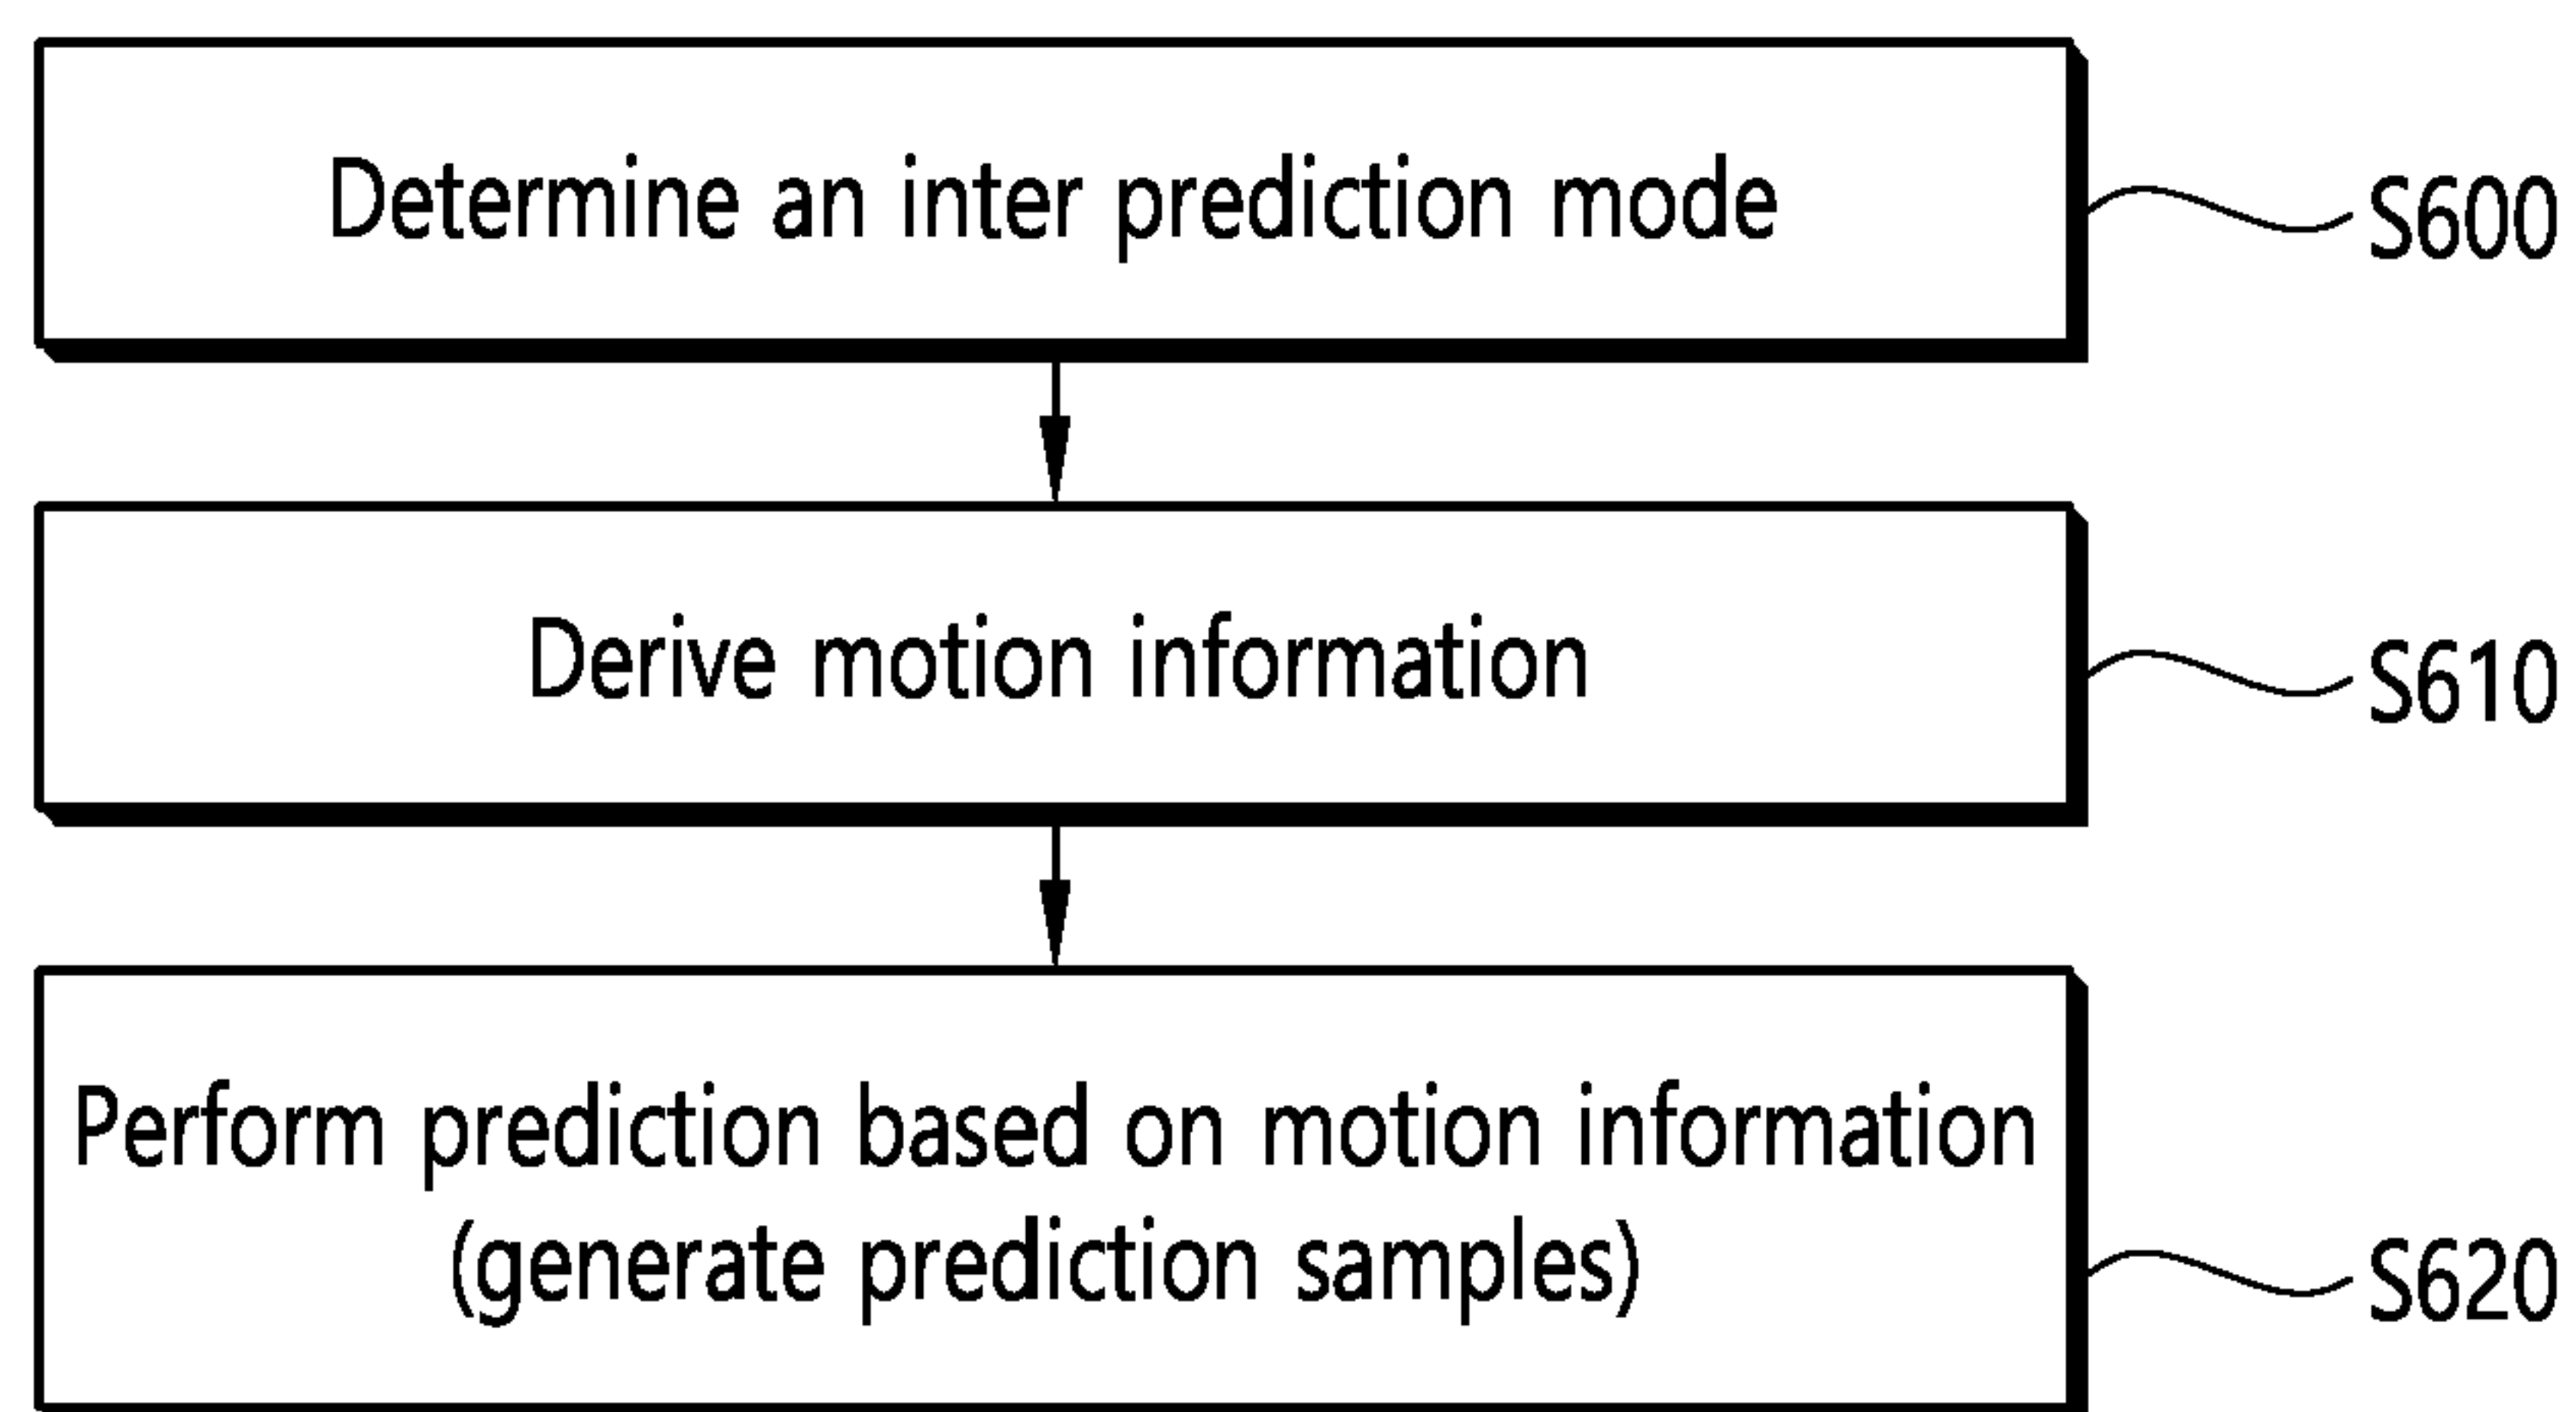 Determine an inter prediction mode
S600
Derive motion information
S610
Perform prediction based on motion information
(generate prediction samples)
S620